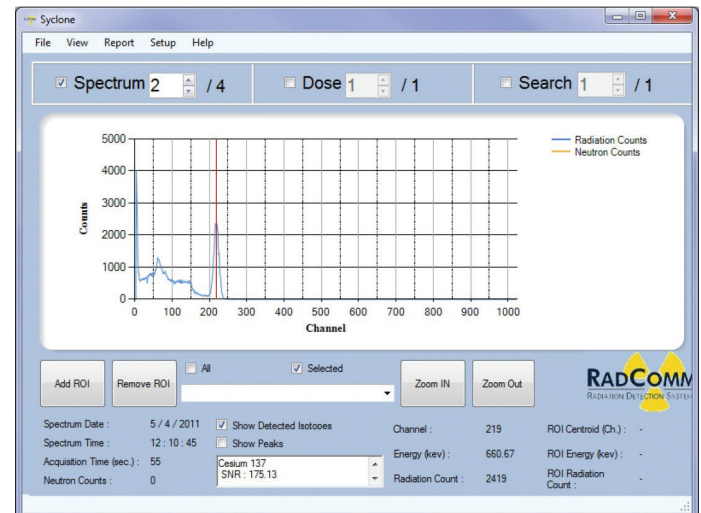 Syclone
File View Report Setup Help
Spectrum 2 / 4 Dose 1 / 1 Search 1 / 1
5000
4000
3000
2000
1000
0
Counts
0 100 200 300 400 500 600 700 800 900 1000
Channel
Radiation Counts
Neutron Counts
Add ROI Remove ROI All Selected Zoom IN Zoom Out
RADCOMM
RADIATION DETECTION SYSTEM
Spectrum Date : 5 / 4 / 2011 Show Detected Isotopes Channel : 219 ROI Centroid (Ch.) : -
Spectrum Time : 12 : 10 : 45 Show Peaks Energy (kev) : 660.67 ROI Energy (kev) : -
Acquisition Time (sec.) : 55 Cesium 137
SNR : 175.13
Neutron Counts : 0 Radiation Count : 2419 ROI Radiation
Count : -